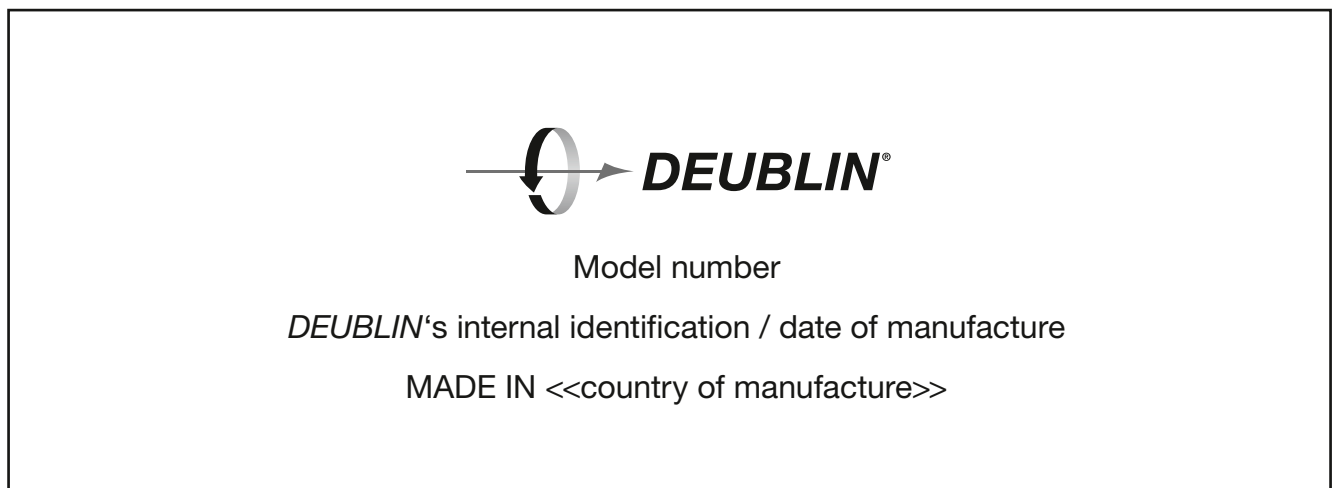 DEUBLIN®
Model number
DEUBLIN‘s internal identification / date of manufacture
MADE IN <<country of manufacture>>